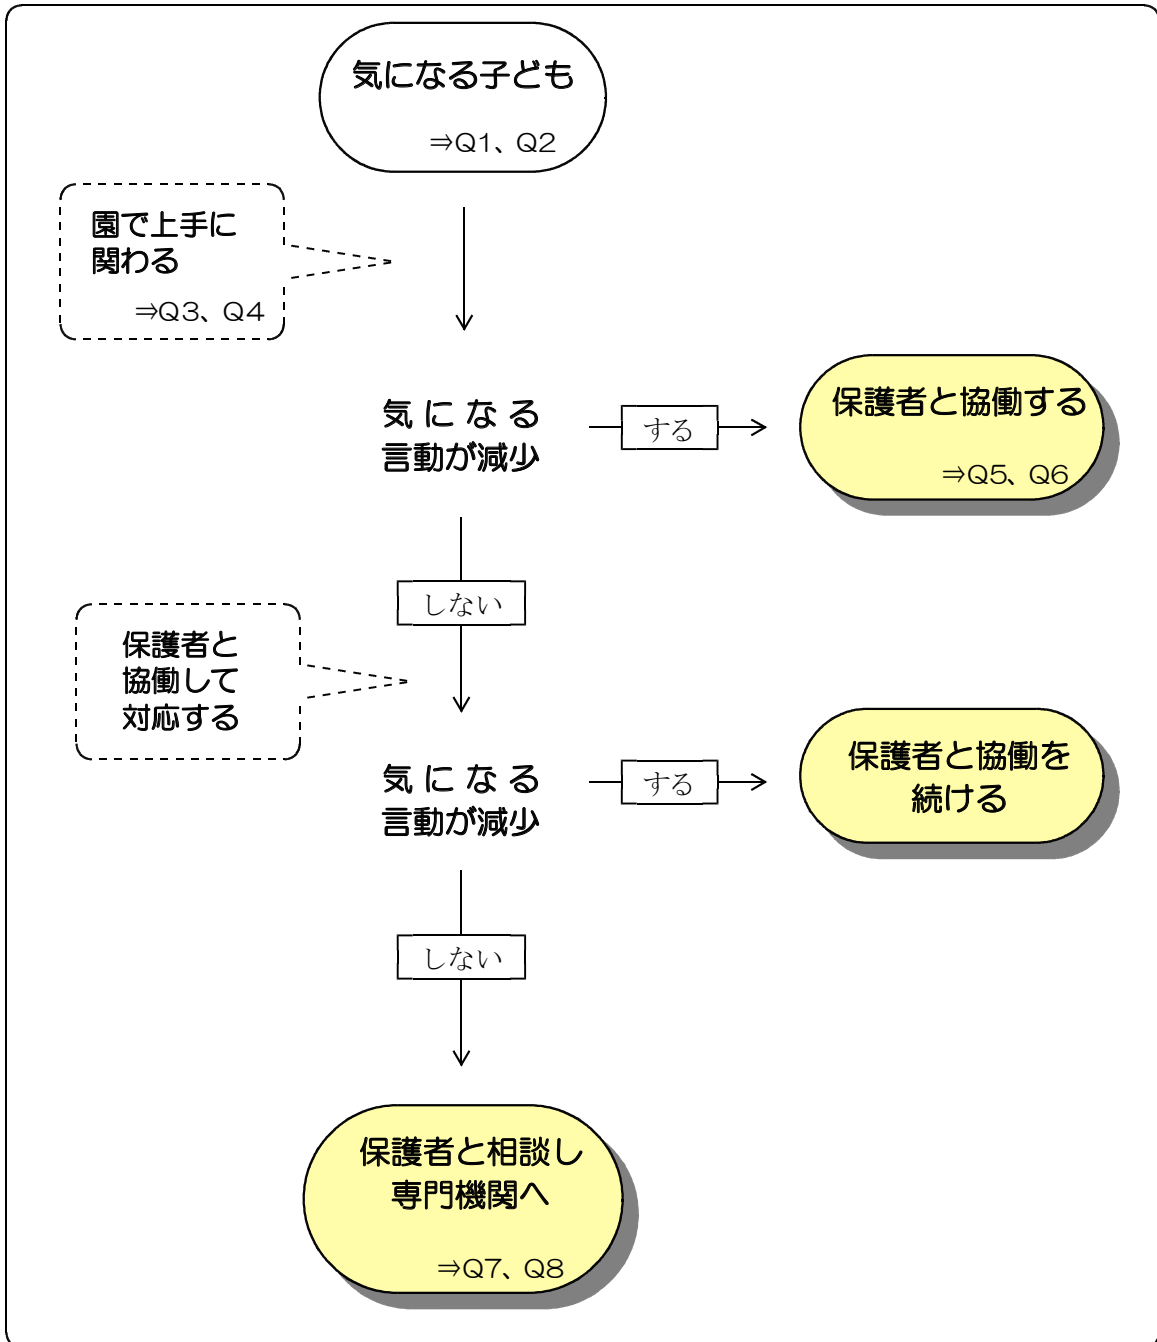 気になる子ども
⇒Q1、Q2
園で上手に
関わる
⇒Q3、Q4
気になる
言動が減少
する
保護者と協働する
⇒Q5、Q6
しない
保護者と
協働して
対応する
気になる
言動が減少
する
保護者と協働を
続ける
しない
保護者と相談し
専門機関へ
⇒Q7、Q8